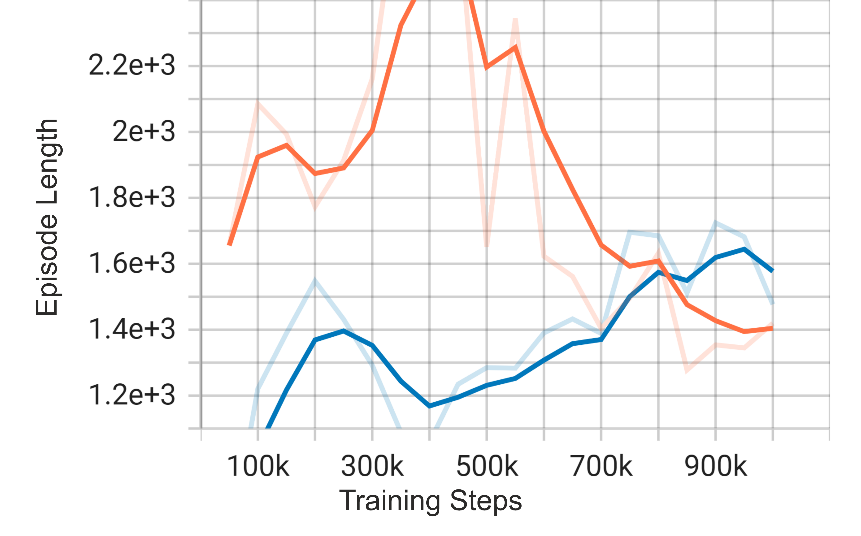 2.2e+3
2e+3
1.8e+3
1.6e+3
1.4e+3
1.2e+3
Episode Length
100k 300k 500k 700k 900k
Training Steps